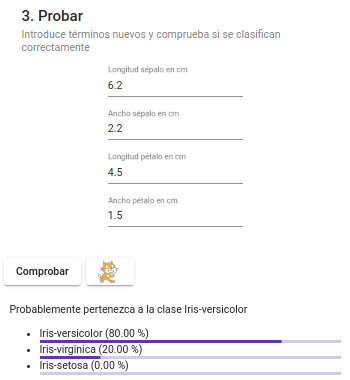 3. Probar
Introduce términos nuevos y comprueba si se clasifican
correctamente
Longitud sépalo en cm
6.2
Ancho sépalo en cm
2.2
Longitud pétalo en cm
4.5
Ancho pétalo en cm
1.5
Comprobar
Probablemente pertenezca a la clase Iris-versicolor
Iris-versicolor (80.00 %)
Iris-virginica (20.00 %)
Iris-setosa (0.00 %)